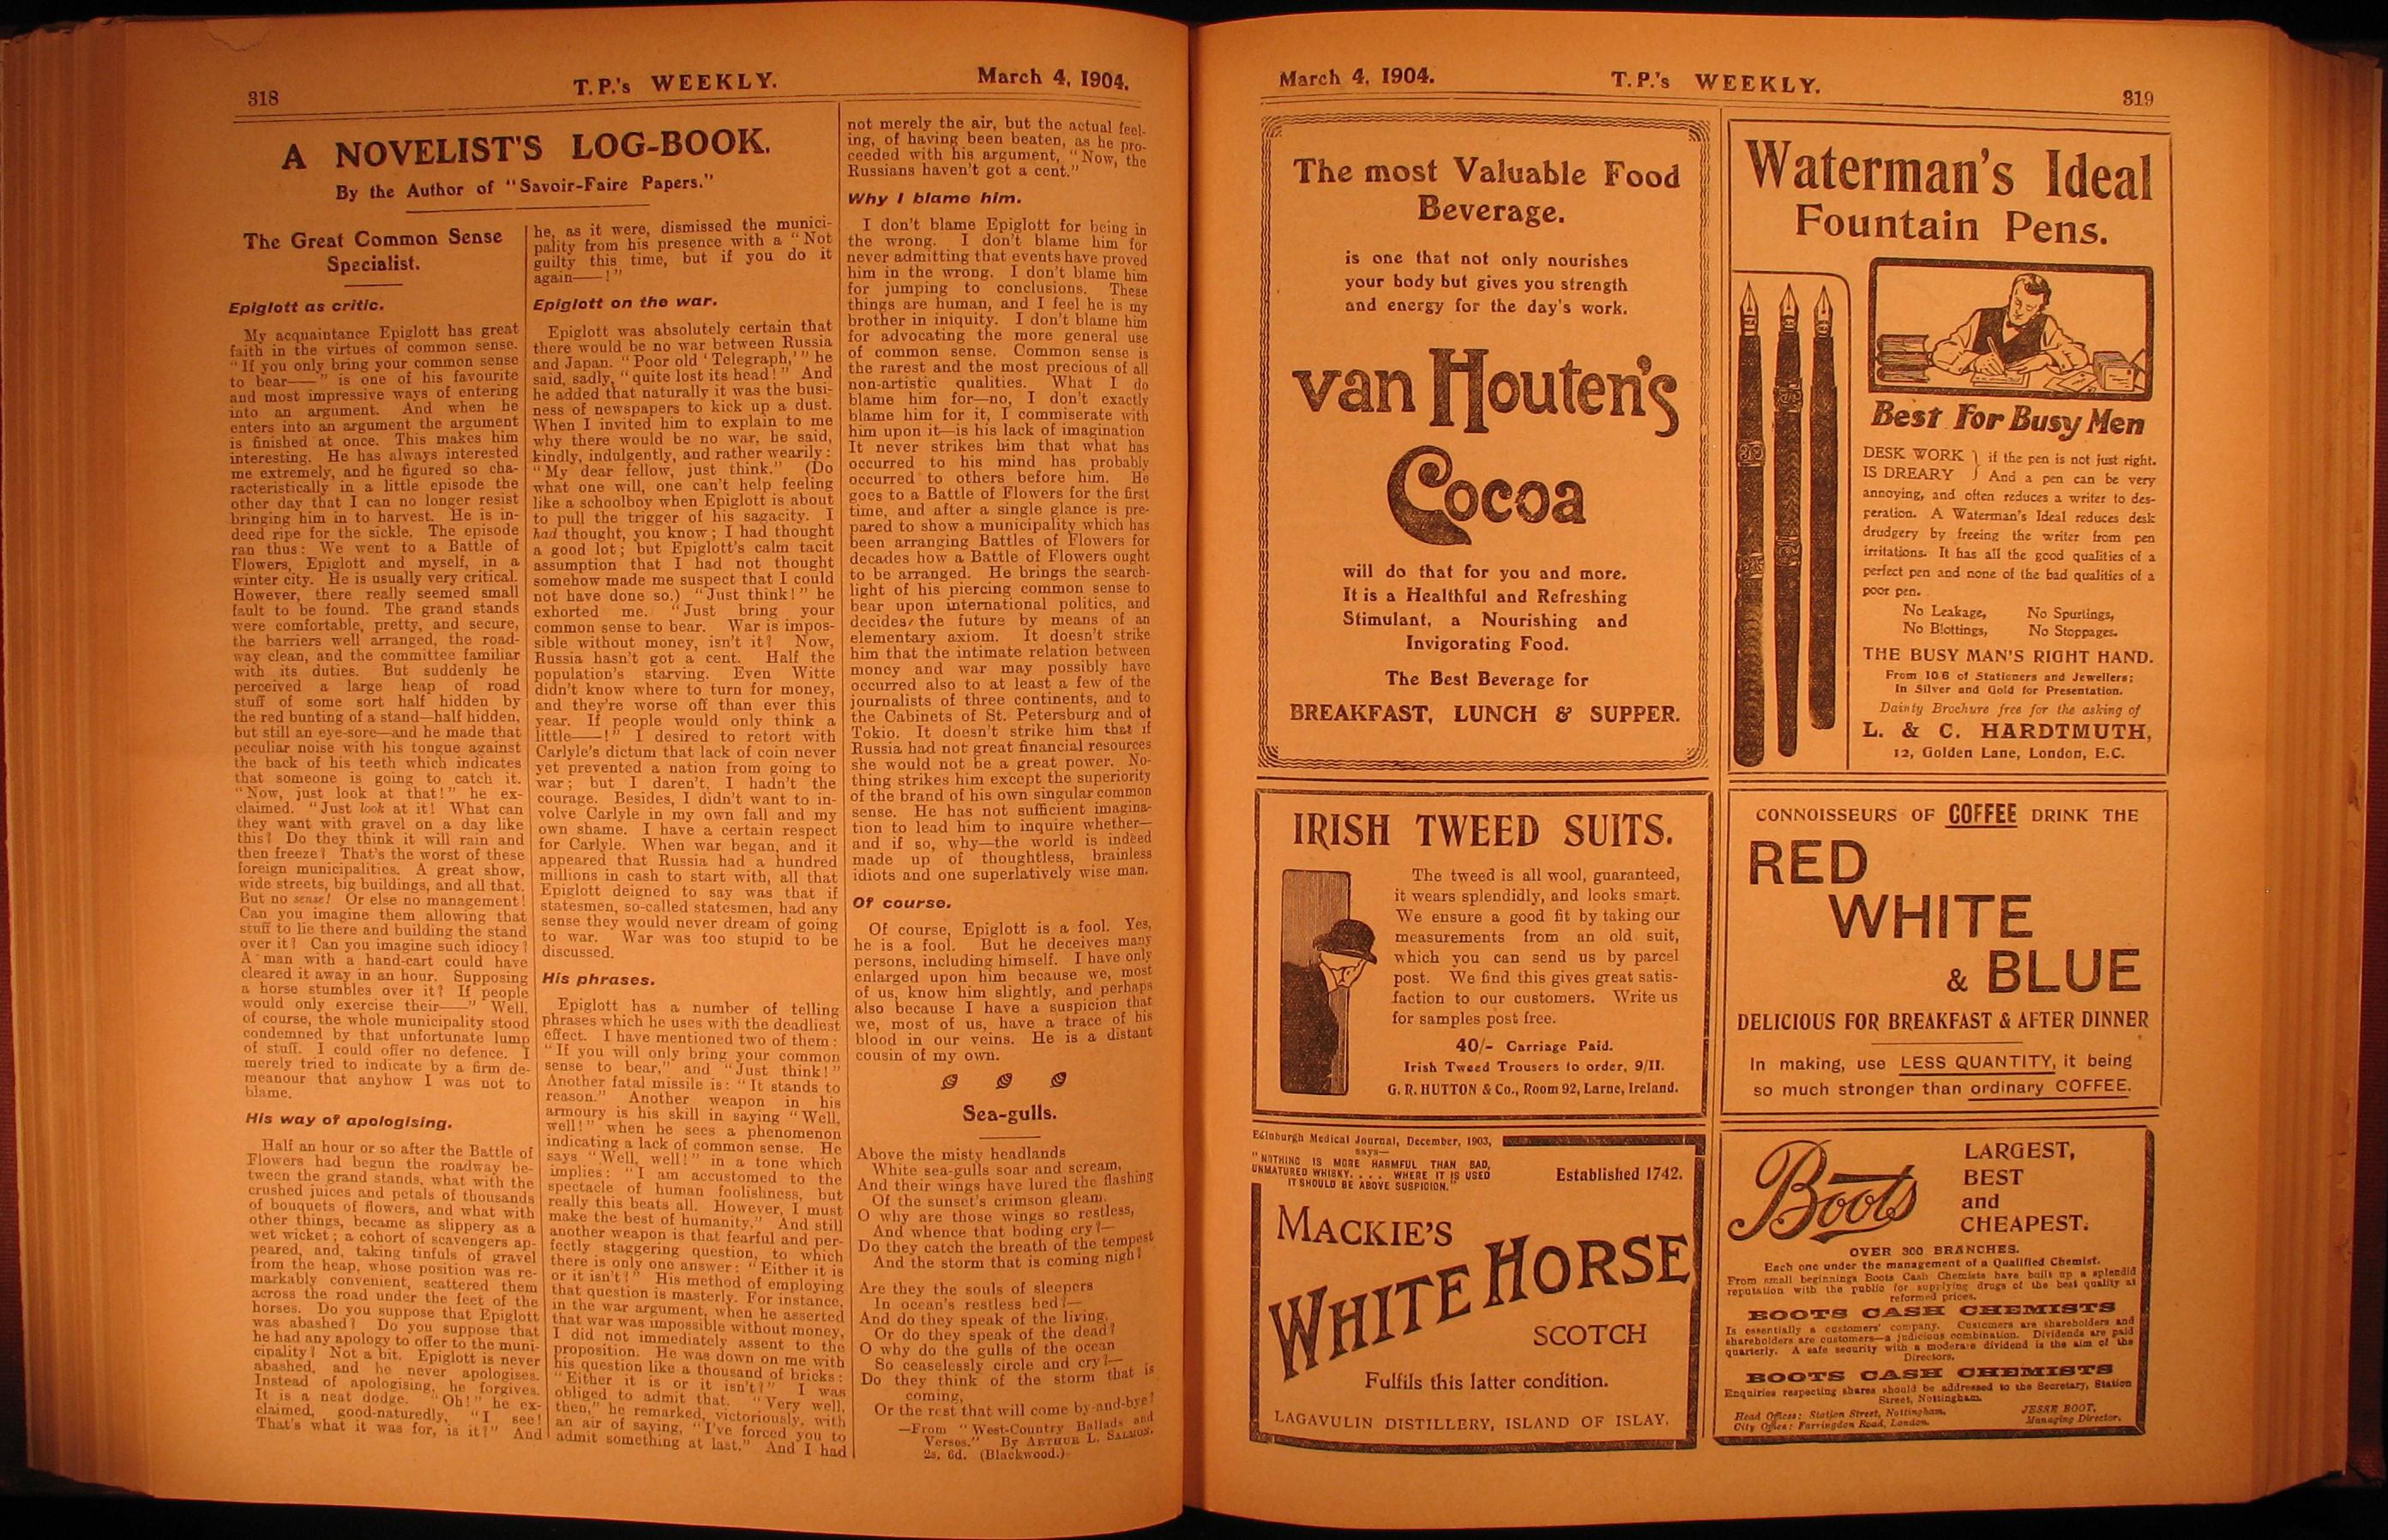 318
T.P.'s WEEKLY.
March 4, 1904.
A NOVELIST'S LOG-BOOK.
By the Author of "Savoir-Faire Papers."
The Great Common Sense
Specialist.
Epiglott as critic.
My acquaintance Epiglott has great
faith in the virtues of common sense.
"If you only bring your common sense
to bear——" is one of his favourite
and most impressive ways of entering
into an argument. And when he
enters into an argument the argument
is finished at once. This makes him
interesting. He has always interested
me extremely, and he figured so cha-
racteristically in a little episode the
other day that I can no longer resist
bringing him in to harvest. He is in-
deed ripe for the sickle. The episode
ran thus: We went to a Battle of
Flowers, Epiglott and myself, in a
winter city. He is usually very critical.
However, there really seemed small
fault to be found. The grand stands
were comfortable, pretty, and secure,
the barriers well arranged, the road-
way clean, and the committee familiar
with its duties. But suddenly he
perceived a large heap of road
stuff of some sort half hidden by
the red bunting of a stand—half hidden,
but still an eye-sore—and he made that
peculiar noise with his tongue against
the back of his teeth which indicates
that someone is going to catch it.
"Now, just look at that!" he ex-
claimed. "Just look at it! What can
they want with gravel on a day like
this? Do they think it will rain and
then freeze? That's the worst of these
foreign municipalities. A great show,
wide streets, big buildings, and all that.
But no sense! Or else no management!
Can you imagine them allowing that
stuff to lie there and building the stand
over it? Can you imagine such idiocy?
A man with a hand-cart could have
cleared it away in an hour. Supposing
a horse stumbles over it? If people
would only exercise their——" Well,
of course, the whole municipality stood
condemned by that unfortunate lump
of stuff. I could offer no defence. I
merely tried to indicate by a firm de-
meanour that anyhow I was not to
blame.
His way of apologising.
Half an hour or so after the Battle of
Flowers had begun the roadway be-
tween the grand stands, what with the
crushed juices and petals of thousands
of bouquets of flowers, and what with
other things, became as slippery as a
wet wicket; a cohort of scavengers ap-
peared, and, taking tinfuls of gravel
from the heap, whose position was re-
markably convenient, scattered them
across the road under the feet of the
horses. Do you suppose that Epiglott
was abashed? Do you suppose that
he had any apology to offer to the muni-
cipality? Not a bit. Epiglott is never
abashed, and he never apologises.
Instead of apologising, he forgives.
It is a neat dodge. "Oh!" he ex-
claimed, good-naturedly, "I see!
That's what it was for, is it?" And
he, as it were, dismissed the munici-
pality from his presence with a "Not
guilty this time, but if you do it
again——!"
Epiglott on the war.
Epiglott was absolutely certain that
there would be no war between Russia
and Japan. "Poor old 'Telegraph,'" he
said, sadly, "quite lost its head!" And
he added that naturally it was the busi-
ness of newspapers to kick up a dust.
When I invited him to explain to me
why there would be no war, he said,
kindly, indulgently, and rather wearily:
"My dear fellow, just think." (Do
what one will, one can't help feeling
like a schoolboy when Epiglott is about
to pull the trigger of his sagacity. I
had thought, you know; I had thought
a good lot; but Epiglott's calm tacit
assumption that I had not thought
somehow made me suspect that I could
not have done so.) "Just think!" he
exhorted me. "Just bring your
common sense to bear. War is impos-
sible without money, isn't it? Now,
Russia hasn't got a cent. Half the
population's starving. Even Witte
didn't know where to turn for money,
and they're worse off than ever this
year. If people would only think a
little——!" I desired to retort with
Carlyle's dictum that lack of coin never
yet prevented a nation from going to
war; but I daren't, I hadn't the
courage. Besides, I didn't want to in-
volve Carlyle in my own fall and my
own shame. I have a certain respect
for Carlyle. When war began, and it
appeared that Russia had a hundred
millions in cash to start with, all that
Epiglott deigned to say was that if
statesmen, so-called statesmen, had any
sense they would never dream of going
to war. War was too stupid to be
discussed.
His phrases.
Epiglott has a number of telling
phrases which he uses with the deadliest
effect. I have mentioned two of them:
"If you will only bring your common
sense to bear," and "Just think!"
Another fatal missile is: "It stands to
reason." Another weapon in his
armoury is his skill in saying "Well,
well!" when he sees a phenomenon
indicating a lack of common sense. He
says "Well, well!" in a tone which
implies: "I am accustomed to the
spectacle of human foolishness, but
really this beats all. However, I must
make the best of humanity." And still
another weapon is that fearful and per-
fectly staggering question, to which
there is only one answer: "Either it is
or it isn't?" His method of employing
that question is masterly. For instance,
in the war argument, when he asserted
that war was impossible without money,
I did not immediately assent to the
proposition. He was down on me with
his question like a thousand of bricks:
"Either it is or it isn't?" I was
obliged to admit that. "Very well,
then," he remarked, victoriously, with
an air of saying, "I've forced you to
admit something at last." And I had
not merely the air, but the actual feel-
ing, of having been beaten, as he pro-
ceeded with his argument, "Now, the
Russians haven't got a cent."
Why I blame him.
I don't blame Epiglott for being in
the wrong. I don't blame him for
never admitting that events have proved
him in the wrong. I don't blame him
for jumping to conclusions. These
things are human, and I feel he is my
brother in iniquity. I don't blame him
for advocating the more general use
of common sense. Common sense is
the rarest and the most precious of all
non-artistic qualities. What I do
blame him for—no, I don't exactly
blame him for it, I commiserate with
him upon it—is his lack of imagination
It never strikes him that what has
occurred to his mind has probably
occurred to others before him. He
goes to a Battle of Flowers for the first
time, and after a single glance is pre-
pared to show a municipality which has
been arranging Battles of Flowers for
decades how a Battle of Flowers ought
to be arranged. He brings the search-
light of his piercing common sense to
bear upon international politics, and
decides the future by means of an
elementary axiom. It doesn't strike
him that the intimate relation between
money and war may possibly have
occurred also to at least a few of the
journalists of three continents, and to
the Cabinets of St. Petersburg and of
Tokio. It doesn't strike him that if
Russia had not great financial resources
she would not be a great power. No-
thing strikes him except the superiority
of the brand of his own singular common
sense. He has not sufficient imagina-
tion to lead him to inquire whether—
and if so, why—the world is indeed
made up of thoughtless, brainless
idiots and one superlatively wise man.
Of course.
Of course, Epiglott is a fool. Yes,
he is a fool. But he deceives many
persons, including himself. I have only
enlarged upon him because we, most
of us, know him slightly, and perhaps
also because I have a suspicion that
we, most of us, have a trace of his
blood in our veins. He is a distant
cousin of my own.
Sea-gulls.
Above the misty headlands
White sea-gulls soar and scream,
And their wings have lured the flashing
Of the sunset's crimson gleam.
O why are those wings so restless,
And whence that boding cry?—
Do they catch the breath of the tempest
And the storm that is coming nigh?
Are they the souls of sleepers
In ocean's restless bed?—
And do they speak of the living,
Or do they speak of the dead?
O why do the gulls of the ocean
So ceaselessly circle and cry?—
Do they think of the storm that is
coming,
Or the rest that will come by-and-bye?
—From "West-Country Ballads and
Verses." By ARTHUR L. SALMON.
2s. 6d. (Blackwood.)
March 4, 1904.
T.P.'s WEEKLY.
319
The most Valuable Food
Beverage.
is one that not only nourishes
your body but gives you strength
and energy for the day's work.
van Houten's
Cocoa
will do that for you and more.
It is a Healthful and Refreshing
Stimulant, a Nourishing and
Invigorating Food.
The Best Beverage for
BREAKFAST, LUNCH & SUPPER.
Waterman's Ideal
Fountain Pens.
Best For Busy Men
DESK WORK } if the pen is not just right.
IS DREARY } And a pen can be very
annoying, and often reduces a writer to des-
peration. A Waterman's Ideal reduces desk
drudgery by freeing the writer from pen
irritations. It has all the good qualities of a
perfect pen and none of the bad qualities of a
poor pen.
No Leakage, No Spurtings,
No Blottings, No Stoppages.
THE BUSY MAN'S RIGHT HAND.
From 10 6 of Stationers and Jewellers;
In Silver and Gold for Presentation.
Dainty Brochure free for the asking of
L. & C. HARDTMUTH,
12, Golden Lane, London, E.C.
IRISH TWEED SUITS.
The tweed is all wool, guaranteed,
it wears splendidly, and looks smart.
We ensure a good fit by taking our
measurements from an old suit,
which you can send us by parcel
post. We find this gives great satis-
faction to our customers. Write us
for samples post free.
40/- Carriage Paid.
Irish Tweed Trousers to order, 9/11.
G. R. HUTTON & Co., Room 92, Larne, Ireland.
CONNOISSEURS OF COFFEE DRINK THE
RED
WHITE
& BLUE
DELICIOUS FOR BREAKFAST & AFTER DINNER
In making, use LESS QUANTITY, it being
so much stronger than ordinary COFFEE.
Edinburgh Medical Journal, December, 1903,
says—
"NOTHING IS MORE HARMFUL THAN BAD,
UNMATURED WHISKY. . . . WHERE IT IS USED
IT SHOULD BE ABOVE SUSPICION."
Established 1742.
MACKIE'S
WHITE HORSE
SCOTCH
Fulfils this latter condition.
LAGAVULIN DISTILLERY, ISLAND OF ISLAY.
Boots
LARGEST,
BEST
and
CHEAPEST.
OVER 300 BRANCHES.
Each one under the management of a Qualified Chemist.
From small beginnings Boots Cash Chemists have built up a splendid
reputation with the public for supplying drugs of the best quality at
reformed prices.
BOOTS CASH CHEMISTS
Is essentially a customers' company. Customers are shareholders and
shareholders are customers—a judicious combination. Dividends are paid
quarterly. A safe security with a moderate dividend is the aim of the
Directors.
BOOTS CASH CHEMISTS
Enquiries respecting shares should be addressed to the Secretary, Station
Street, Nottingham.
Head Offices: Station Street, Nottingham.
City Offices: Farringdon Road, London.
JESSE BOOT,
Managing Director.